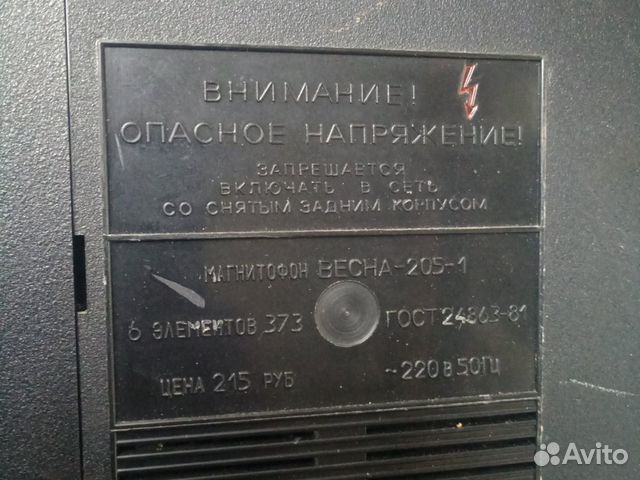 ВНИМАНИЕ!
ОПАСНОЕ НАПРЯЖЕНИЕ!
ЗАПРЕЩАЕТСЯ
ВКЛЮЧАТЬ В СЕТЬ
СО СНЯТЫМ ЗАДНИМ КОРПУСОМ
МАГНИТОФОН ВЕСНА-205-1
6 ЭЛЕМЕНТОВ 373 ГОСТ 24863-81
ЦЕНА 215 РУБ ~220 В 50 ГЦ
Avito